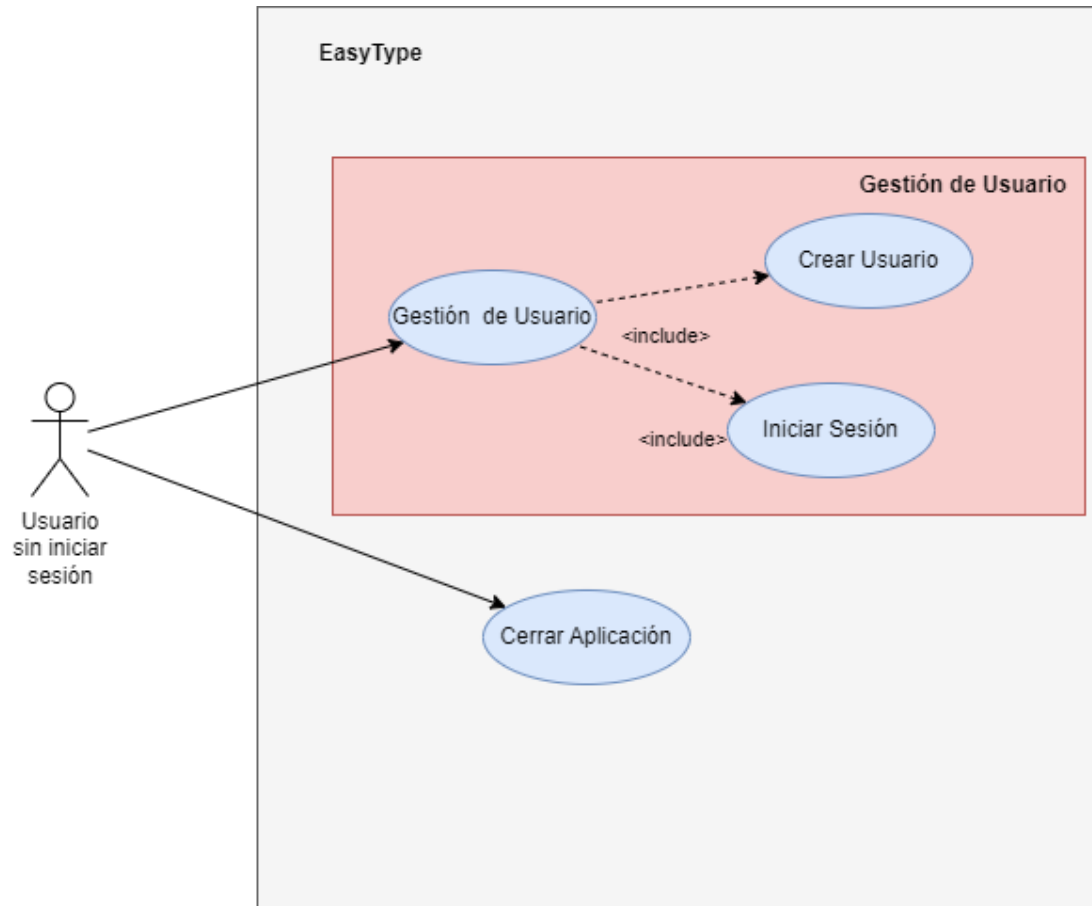 EasyType
Gestión de Usuario
Crear Usuario
Gestión  de Usuario
<include>
Iniciar Sesión
<include>
Usuario
sin iniciar
sesión
Cerrar Aplicación